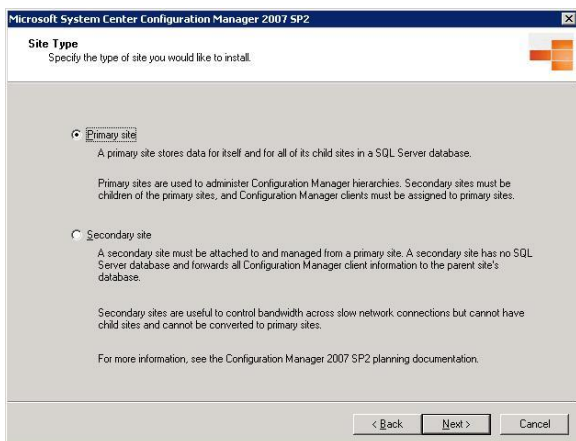 Microsoft System Center Configuration Manager 2007 SP2
Site Type
Specify the type of site you would like to install.
Primary site
A primary site stores data for itself and for all of its child sites in a SQL Server database.
Primary sites are used to administer Configuration Manager hierarchies. Secondary sites must be
children of the primary sites, and Configuration Manager clients must be assigned to primary sites.
Secondary site
A secondary site must be attached to and managed from a primary site. A secondary site has no SQL
Server database and forwards all Configuration Manager client information to the parent site's
database.
Secondary sites are useful to control bandwidth across slow network connections but cannot have
child sites and cannot be converted to primary sites.
For more information, see the Configuration Manager 2007 SP2 planning documentation.
< Back
Next >
Cancel